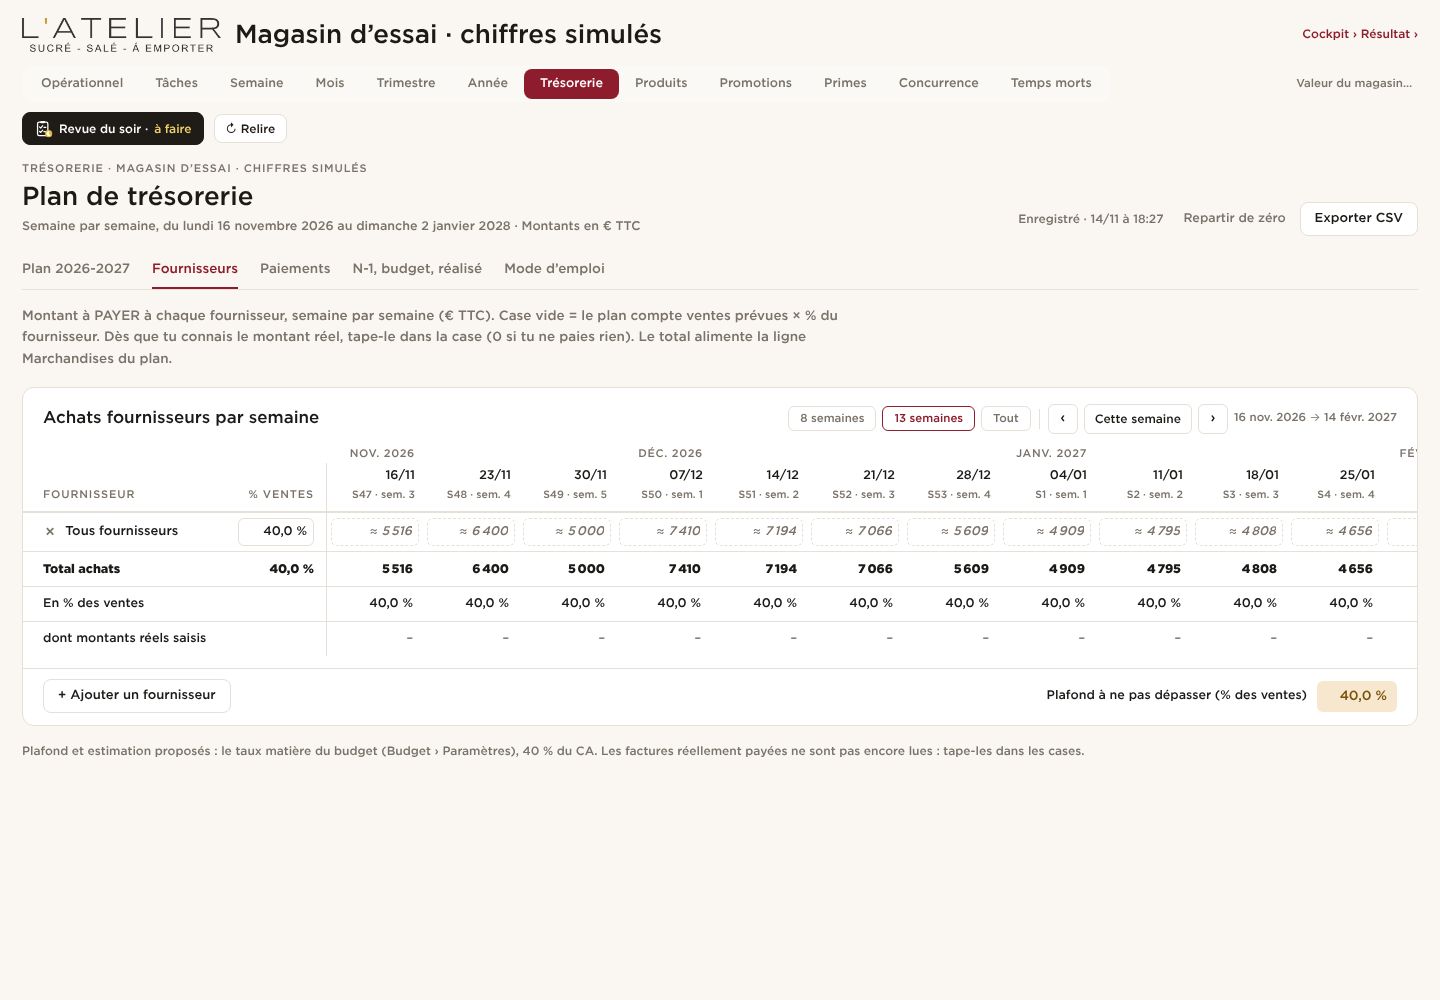 L'ATELIER
SUCRÉ - SALÉ - À EMPORTER
Magasin d’essai · chiffres simulés
Cockpit › Résultat ›
Opérationnel Tâches Semaine Mois Trimestre Année Trésorerie Produits Promotions Primes Concurrence Temps morts Valeur du magasin…
Revue du soir · à faire
↻ Relire
TRÉSORERIE · MAGASIN D’ESSAI · CHIFFRES SIMULÉS
Plan de trésorerie
Semaine par semaine, du lundi 16 novembre 2026 au dimanche 2 janvier 2028 · Montants en € TTC
Enregistré · 14/11 à 18:27 Repartir de zéro Exporter CSV
Plan 2026-2027 Fournisseurs Paiements N-1, budget, réalisé Mode d’emploi
Montant à PAYER à chaque fournisseur, semaine par semaine (€ TTC). Case vide = le plan compte ventes prévues × % du
fournisseur. Dès que tu connais le montant réel, tape-le dans la case (0 si tu ne paies rien). Le total alimente la ligne
Marchandises du plan.
Achats fournisseurs par semaine
8 semaines 13 semaines Tout ‹ Cette semaine › 16 nov. 2026 → 14 févr. 2027
NOV. 2026 DÉC. 2026 JANV. 2027
16/11 23/11 30/11 07/12 14/12 21/12 28/12 04/01 11/01 18/01 25/01
FOURNISSEUR % VENTES S47 · sem. 3 S48 · sem. 4 S49 · sem. 5 S50 · sem. 1 S51 · sem. 2 S52 · sem. 3 S53 · sem. 4 S1 · sem. 1 S2 · sem. 2 S3 · sem. 3 S4 · sem. 4
× Tous fournisseurs 40,0 % ≈ 5 516 ≈ 6 400 ≈ 5 000 ≈ 7 410 ≈ 7 194 ≈ 7 066 ≈ 5 609 ≈ 4 909 ≈ 4 795 ≈ 4 808 ≈ 4 656
Total achats 40,0 % 5 516 6 400 5 000 7 410 7 194 7 066 5 609 4 909 4 795 4 808 4 656
En % des ventes 40,0 % 40,0 % 40,0 % 40,0 % 40,0 % 40,0 % 40,0 % 40,0 % 40,0 % 40,0 % 40,0 %
dont montants réels saisis – – – – – – – – – – –
+ Ajouter un fournisseur
Plafond à ne pas dépasser (% des ventes) 40,0 %
Plafond et estimation proposés : le taux matière du budget (Budget › Paramètres), 40 % du CA. Les factures réellement payées ne sont pas encore lues : tape-les dans les cases.